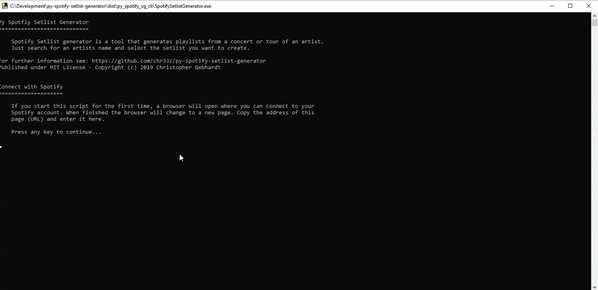 C:\Development\py-spotify-setlist-generator\dist\py_spotify_sg_cli\SpotifySetlistGenerator.exe
Py Spotfiy Setlist Generator
============================
Spotify Setlist generator is a tool that generates playlists from a concert or tour of an artist.
Just search for an artists name and select the setlist you want to create.
For further information see: https://github.com/chr33z/py-spotify-setlist-generator
Published under MIT License - Copyright (c) 2019 Christopher Gebhardt
Connect with Spotify
====================
If you start this script for the first time, a browser will open where you can connect to your
Spotify account. When finished the browser will change to a new page. Copy the address of this
page (URL) and enter it here.
Press any key to continue...